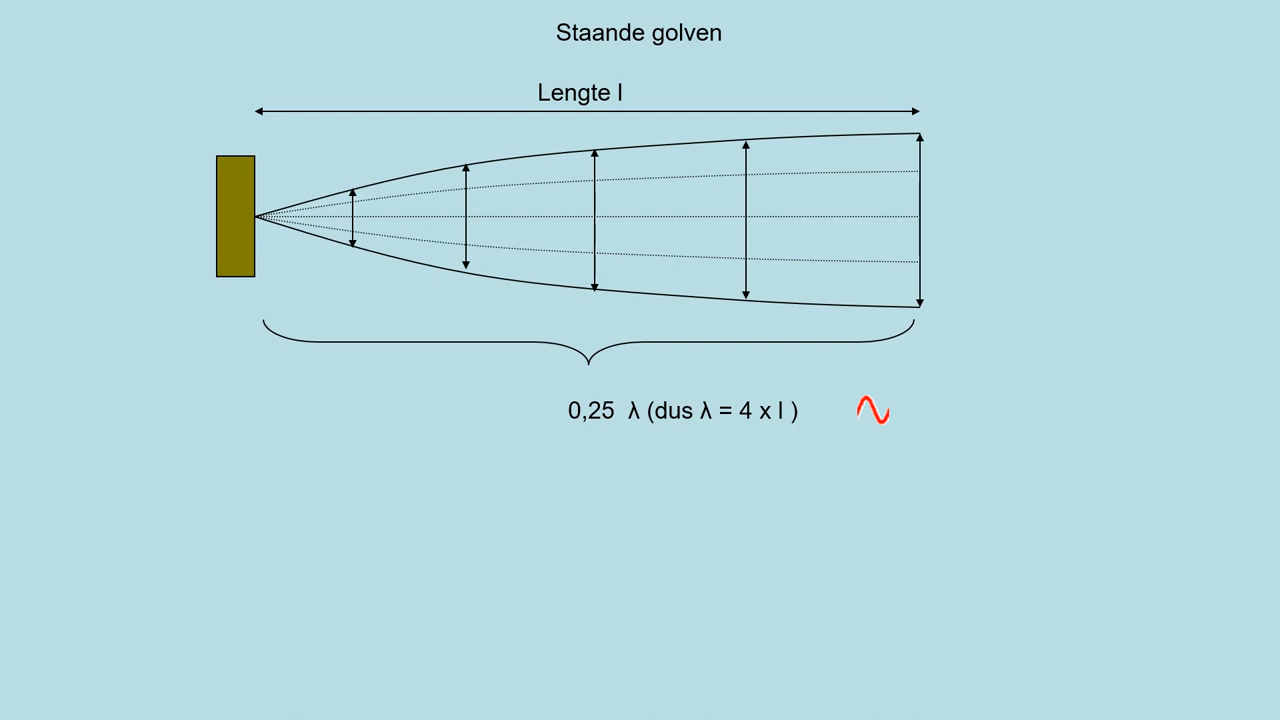 Staande golven
Lengte l
0,25 λ (dus λ = 4 x l )